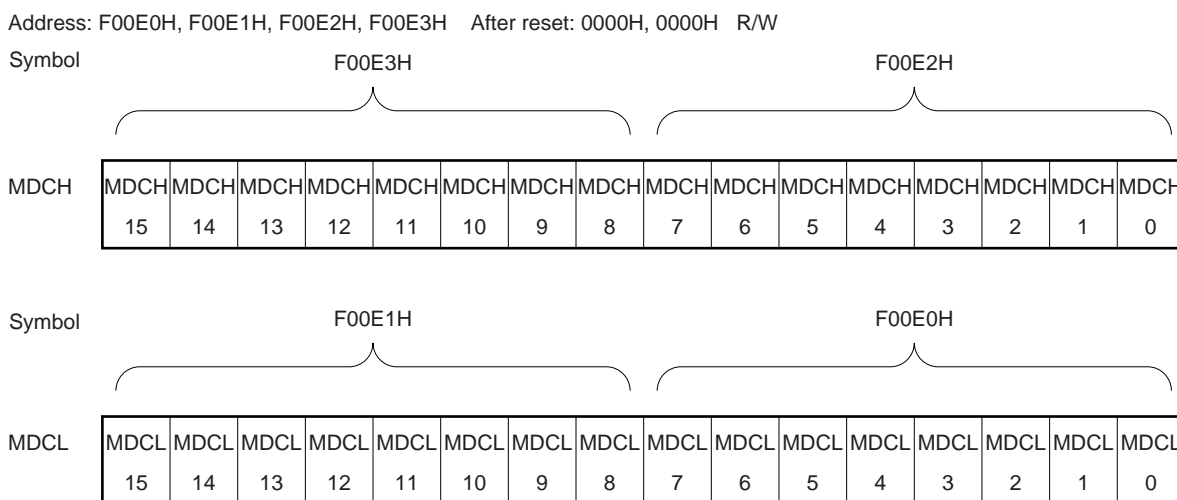 Address: F00E0H, F00E1H, F00E2H, F00E3H After reset: 0000H, 0000H R/W
Symbol F00E3H F00E2H
MDCH MDCH MDCH MDCH MDCH MDCH MDCH MDCH MDCH MDCH MDCH MDCH MDCH MDCH MDCH MDCH MDCH
15 14 13 12 11 10 9 8 7 6 5 4 3 2 1 0
Symbol F00E1H F00E0H
MDCL MDCL MDCL MDCL MDCL MDCL MDCL MDCL MDCL MDCL MDCL MDCL MDCL MDCL MDCL MDCL MDCL
15 14 13 12 11 10 9 8 7 6 5 4 3 2 1 0